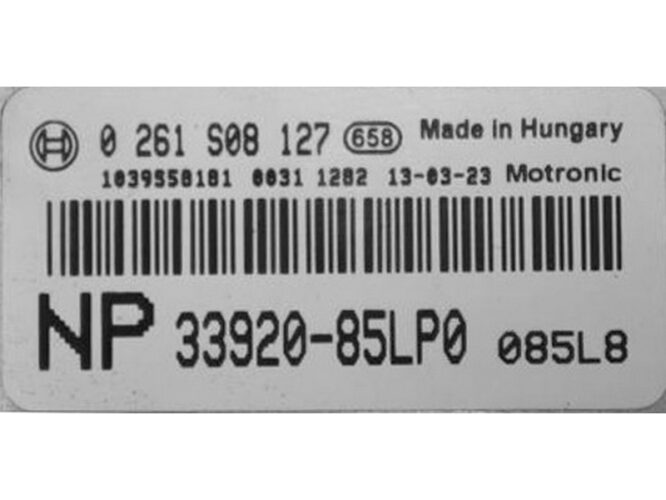 0 261 S08 127 658 Made in Hungary
1039S58181 0031 1282 13-03-23 Motronic
NP 33920-85LP0 085L8